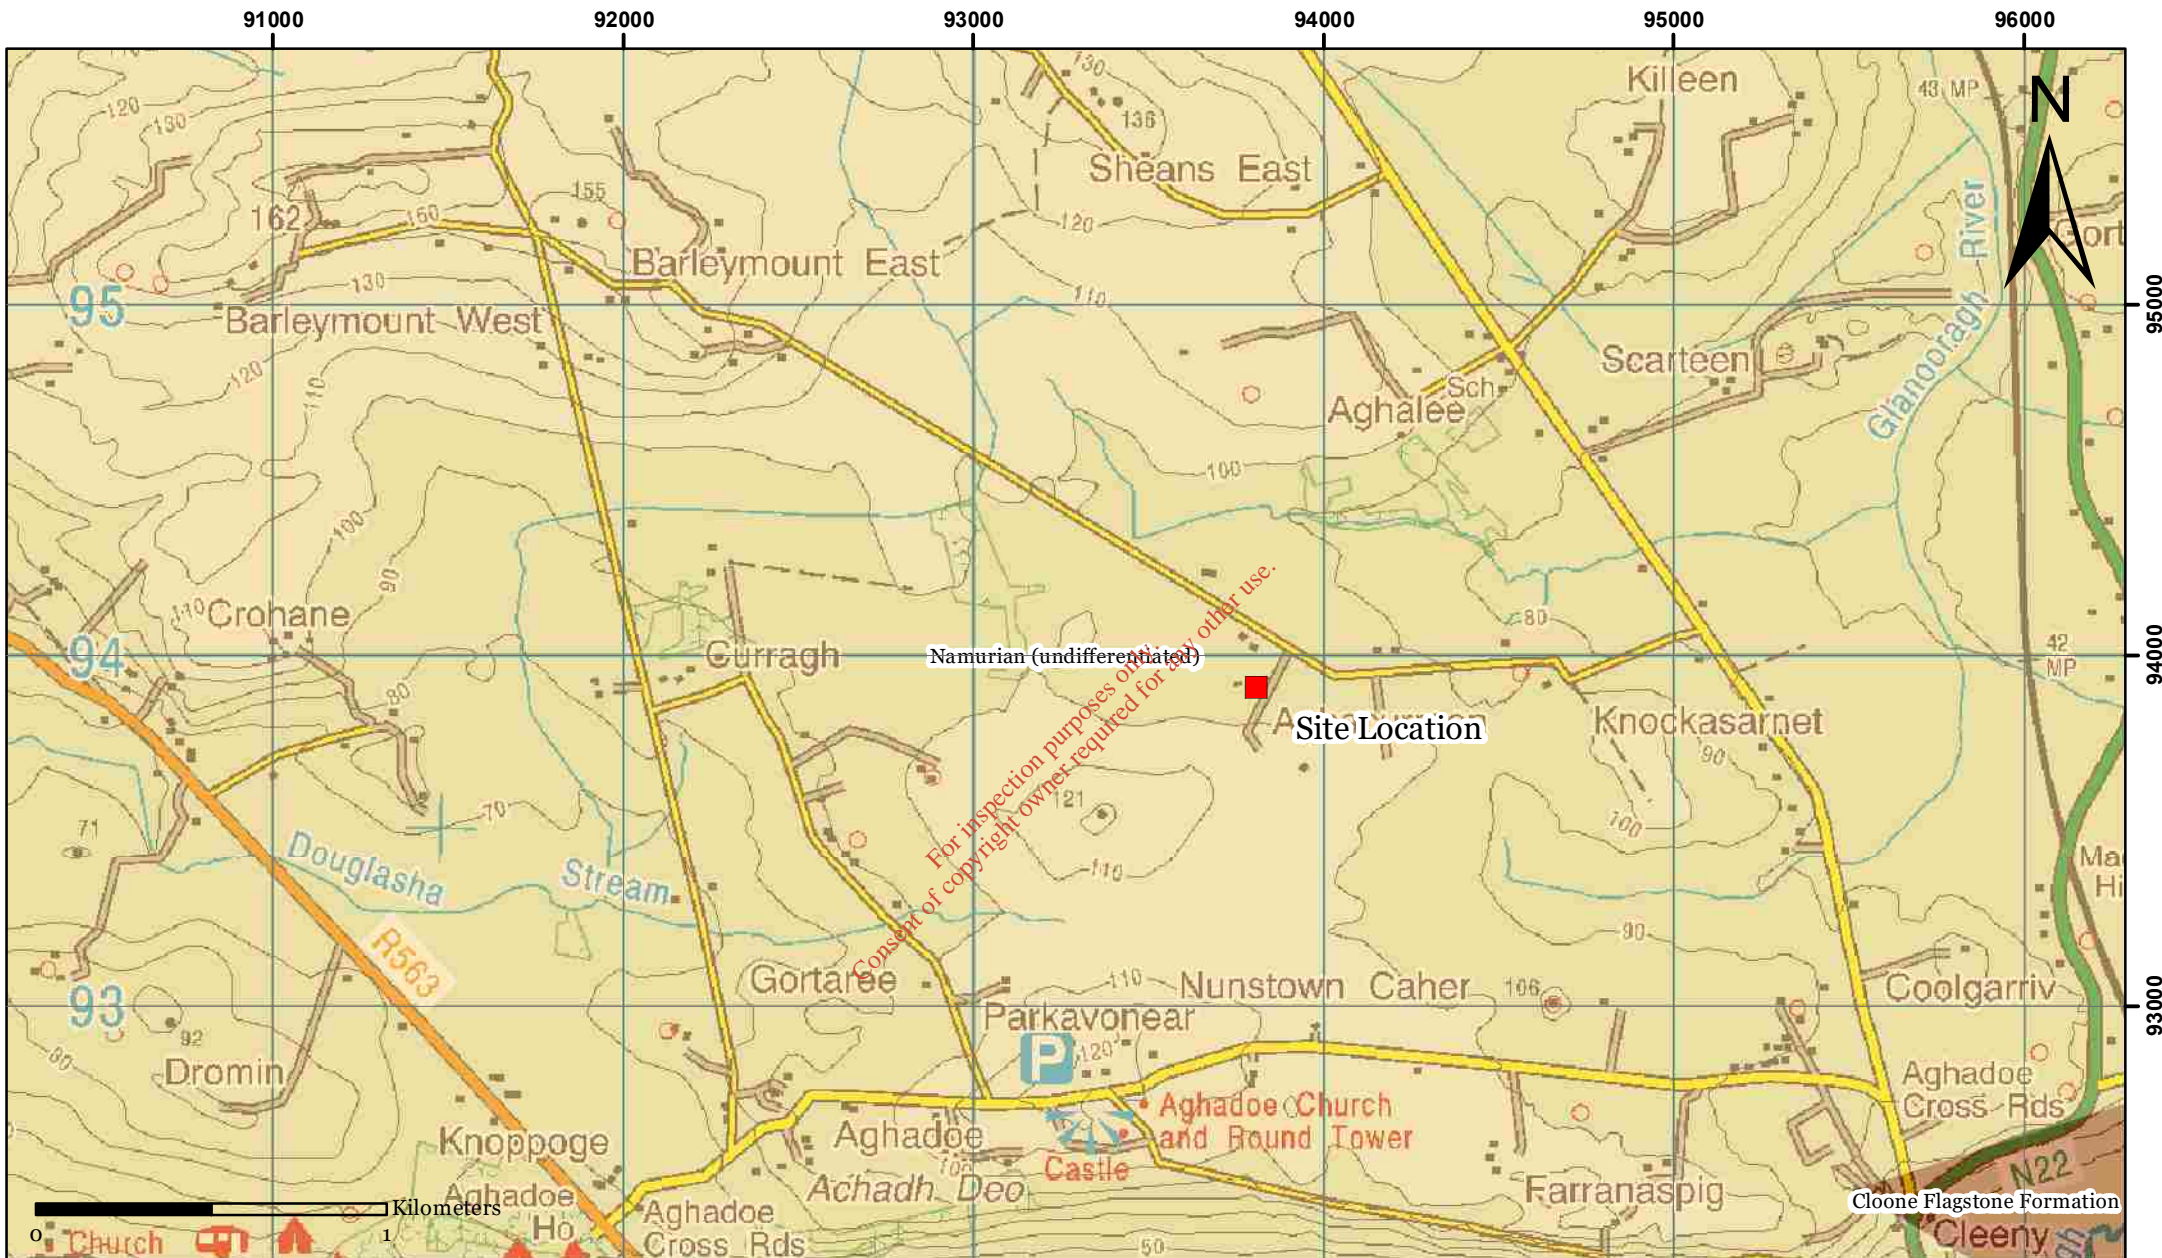 91000 92000 93000 94000 95000 96000
N
Killeen
43 MP
120
130
130
136
Sheans East
155
162
160
120
River
Gort
Barleymount East
130
110
95
95000
Barleymount West
Glanooragh
120
110
Scarteen
Sch
Aghalee
100
100
90
110
Crohane
80
94
Curragh
Namurian (undifferentiated)
94000
42
MP
80
Site Location
Knockasarnet
90
121
100
70
71
110
Douglasha
Stream
For inspection purposes only.
Consent of copyright owner required for any other use.
Ma
Hi
90
R563
Gortaree
110
Nunstown Caher
106
Coolgarriv
93
93000
Parkavonear
P
120
92
80
Dromin
Aghadoe
Cross Rds
Aghadoe Church
and Round Tower
Knoppoge
Aghadoe
Castle
100
Achadh Deo
N22
Farranaspig
Cloone Flagstone Formation
Aghadoe
Ho
Aghadoe
Cross Rds
Kilometers
0 1
Church
50
Cleeny